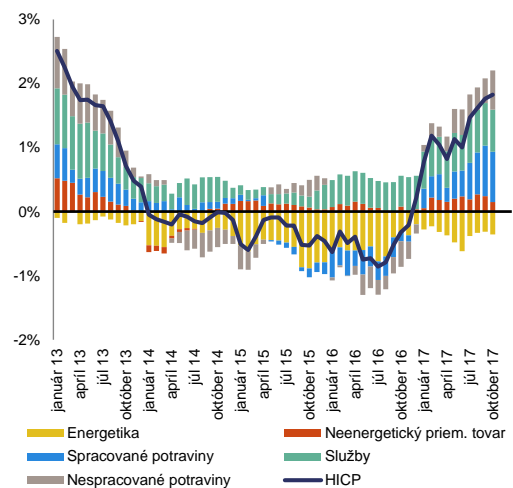 3%
2%
1%
0%
-1%
-2%
január 13
apríl 13
júl 13
október 13
január 14
apríl 14
júl 14
október 14
január 15
apríl 15
júl 15
október 15
január 16
apríl 16
júl 16
október 16
január 17
apríl 17
júl 17
október 17
Energetika
Neenergetický priem. tovar
Spracované potraviny
Služby
Nespracované potraviny
HICP